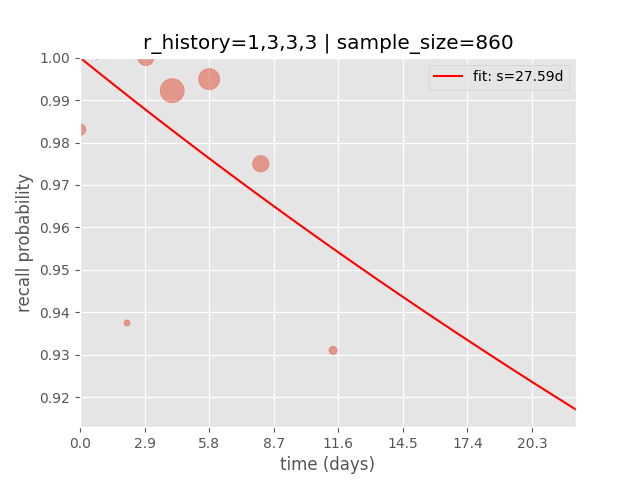 r_history=1,3,3,3 | sample_size=860
fit: s=27.59d
1.00
0.99
0.98
0.97
0.96
0.95
0.94
0.93
0.92
recall probability
0.0 2.9 5.8 8.7 11.6 14.5 17.4 20.3
time (days)